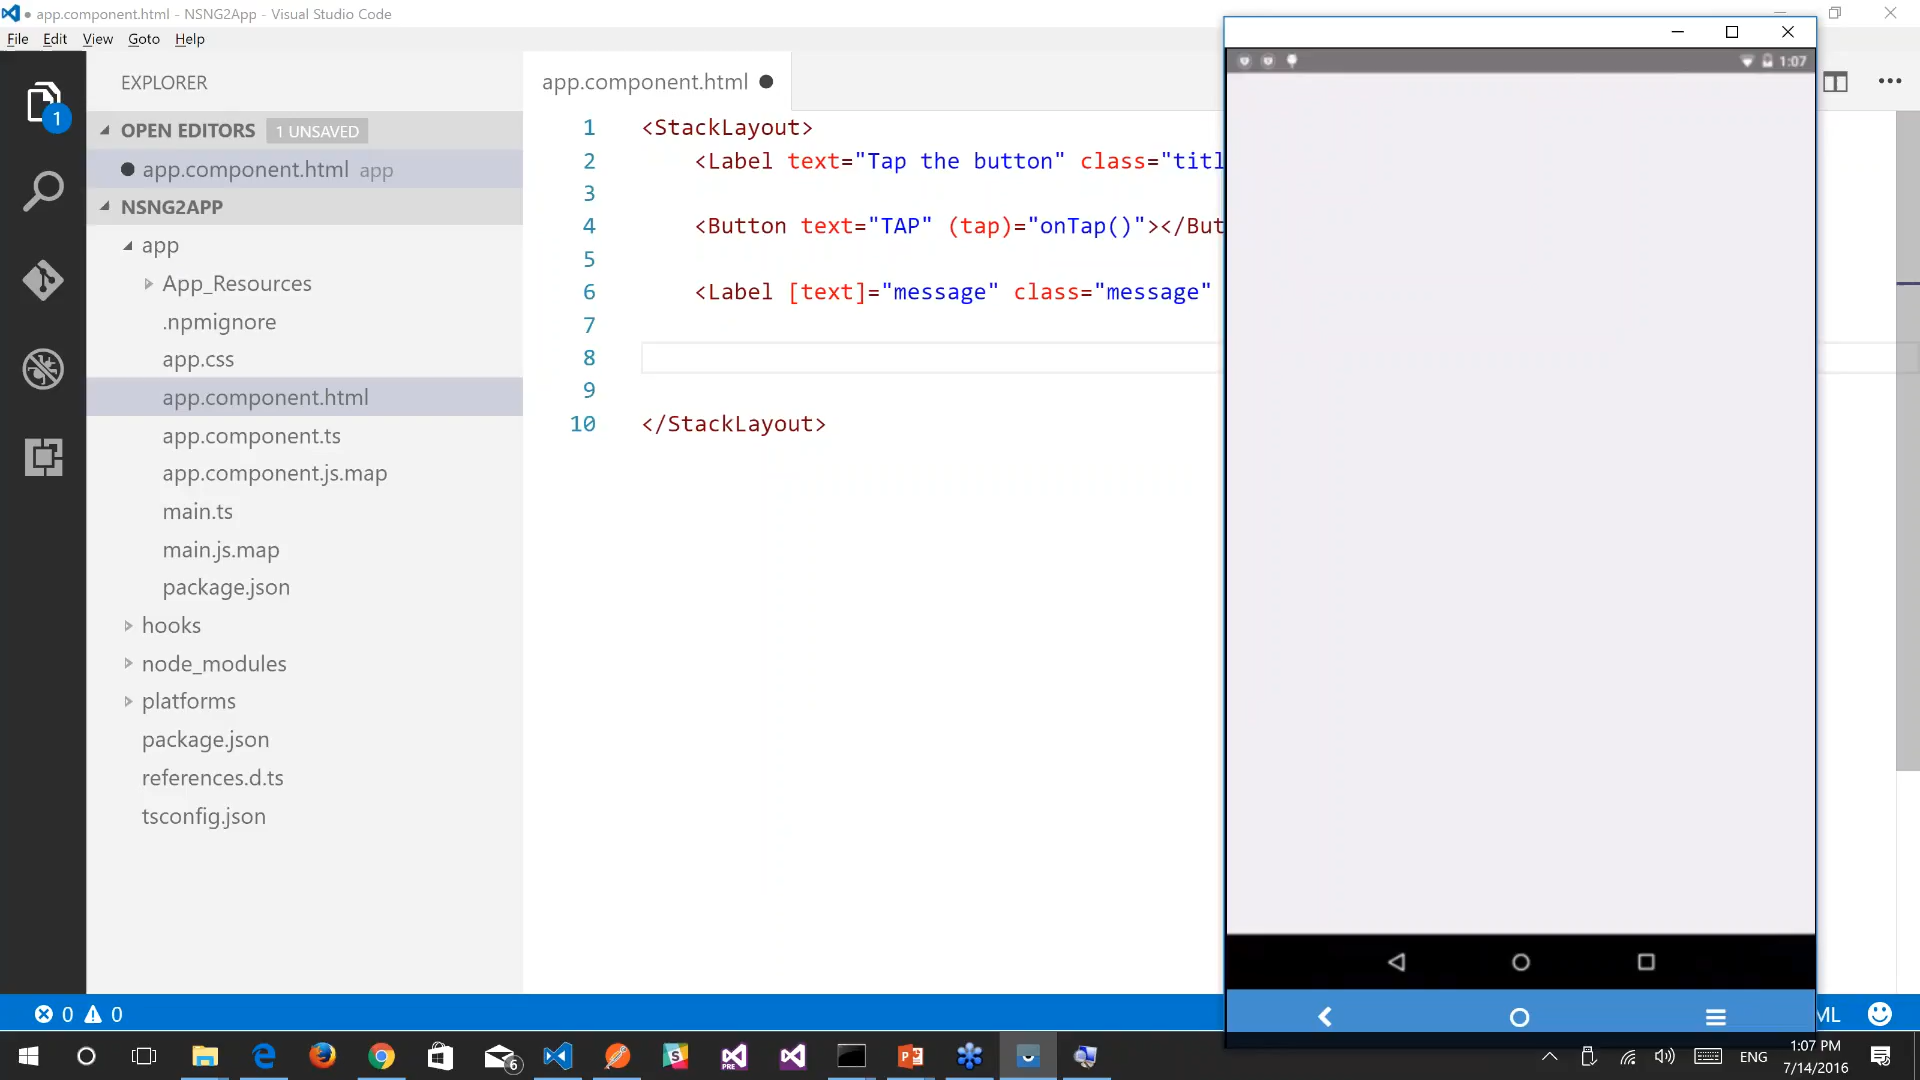 app.component.html - NSNG2App - Visual Studio Code
File Edit View Goto Help
EXPLORER
OPEN EDITORS 1 UNSAVED
app.component.html app
NSNG2APP
app
App_Resources
.npmignore
app.css
app.component.html
app.component.ts
app.component.js.map
main.ts
main.js.map
package.json
hooks
node_modules
platforms
package.json
references.d.ts
tsconfig.json
1
app.component.html
1 <StackLayout>
2 <Label text="Tap the button" class="titl
3
4 <Button text="TAP" (tap)="onTap()"></But
5
6 <Label [text]="message" class="message"
7
8
9
10 </StackLayout>
1:07
0 0
ML
6
PRE
ENG
1:07 PM
7/14/2016